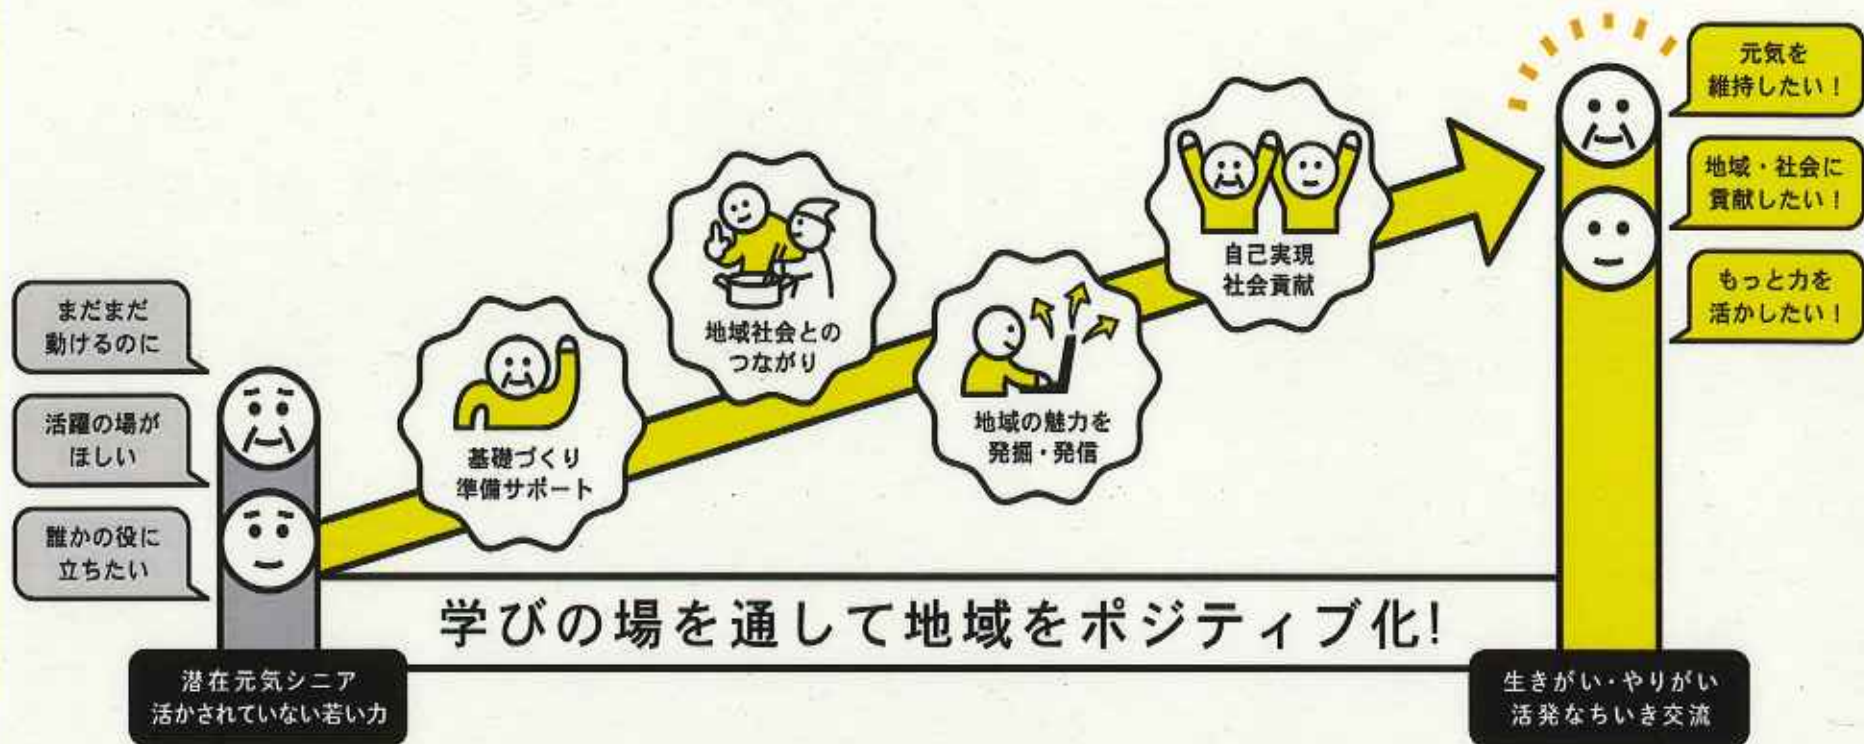 まだまだ
動けるのに
活躍の場が
ほしい
誰かの役に
立ちたい
潜在元気シニア
活かされていない若い力
基礎づくり
準備サポート
地域社会との
つながり
地域の魅力を
発掘・発信
自己実現
社会貢献
学びの場を通して地域をポジティブ化!
元気を
維持したい！
地域・社会に
貢献したい！
もっと力を
活かしたい！
生きがい・やりがい
活発なちいき交流